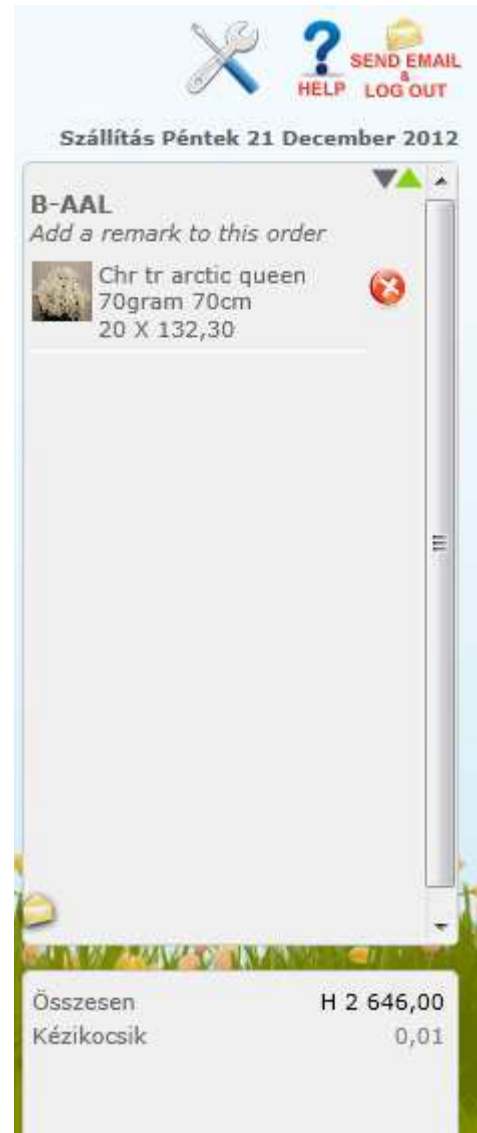 SEND EMAIL
&
HELP LOG OUT
Szállítás Péntek 21 December 2012
B-AAL
Add a remark to this order
Chr tr arctic queen
70gram 70cm
20 X 132,30
Összesen H 2 646,00
Kézikocsik 0,01